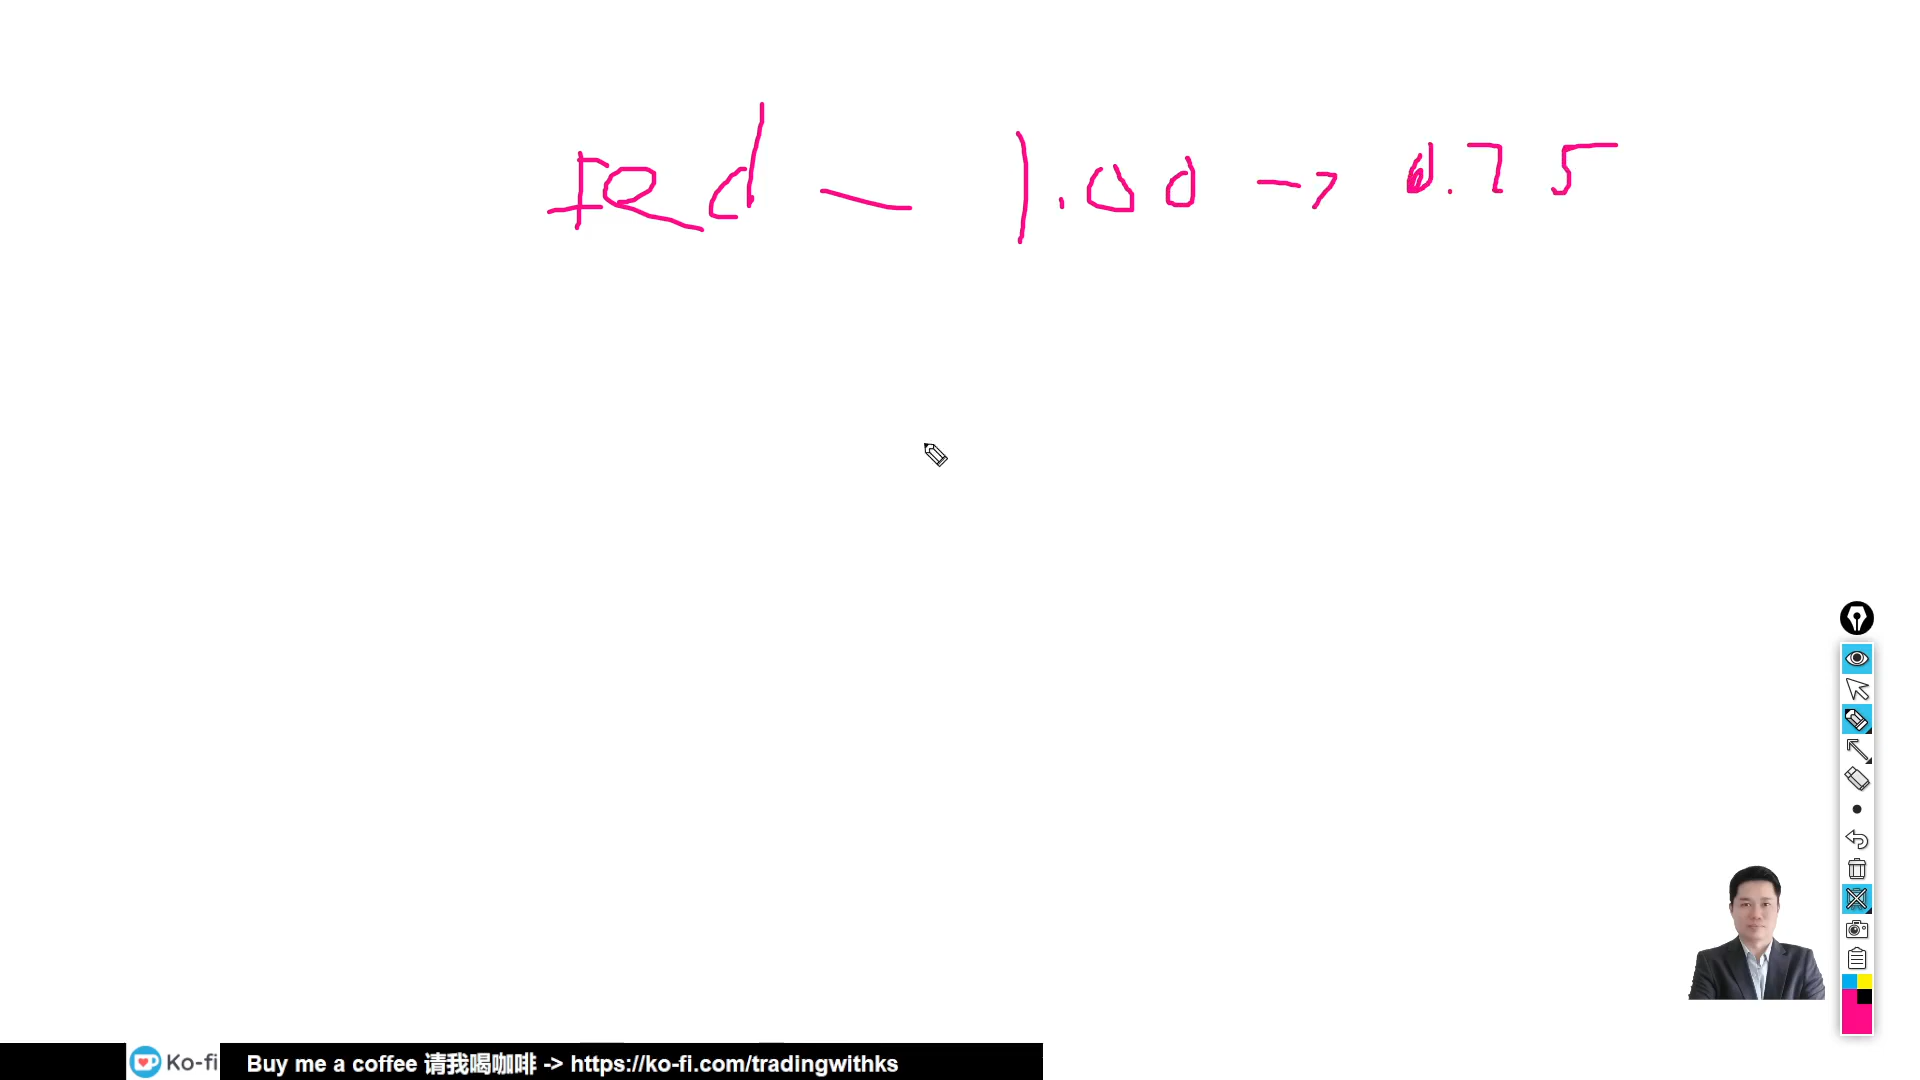 Fed — 1.00 -> 0.75
Ko-fi
Buy me a coffee 请我喝咖啡 -> https://ko-fi.com/tradingwithks